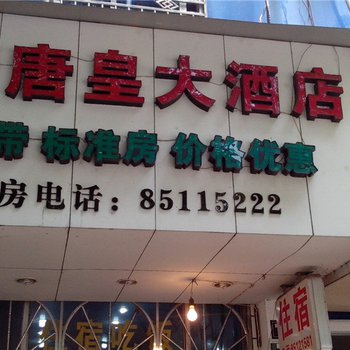 唐皇大酒店
带 标准房 价格优惠
房电话：85115222
住宿